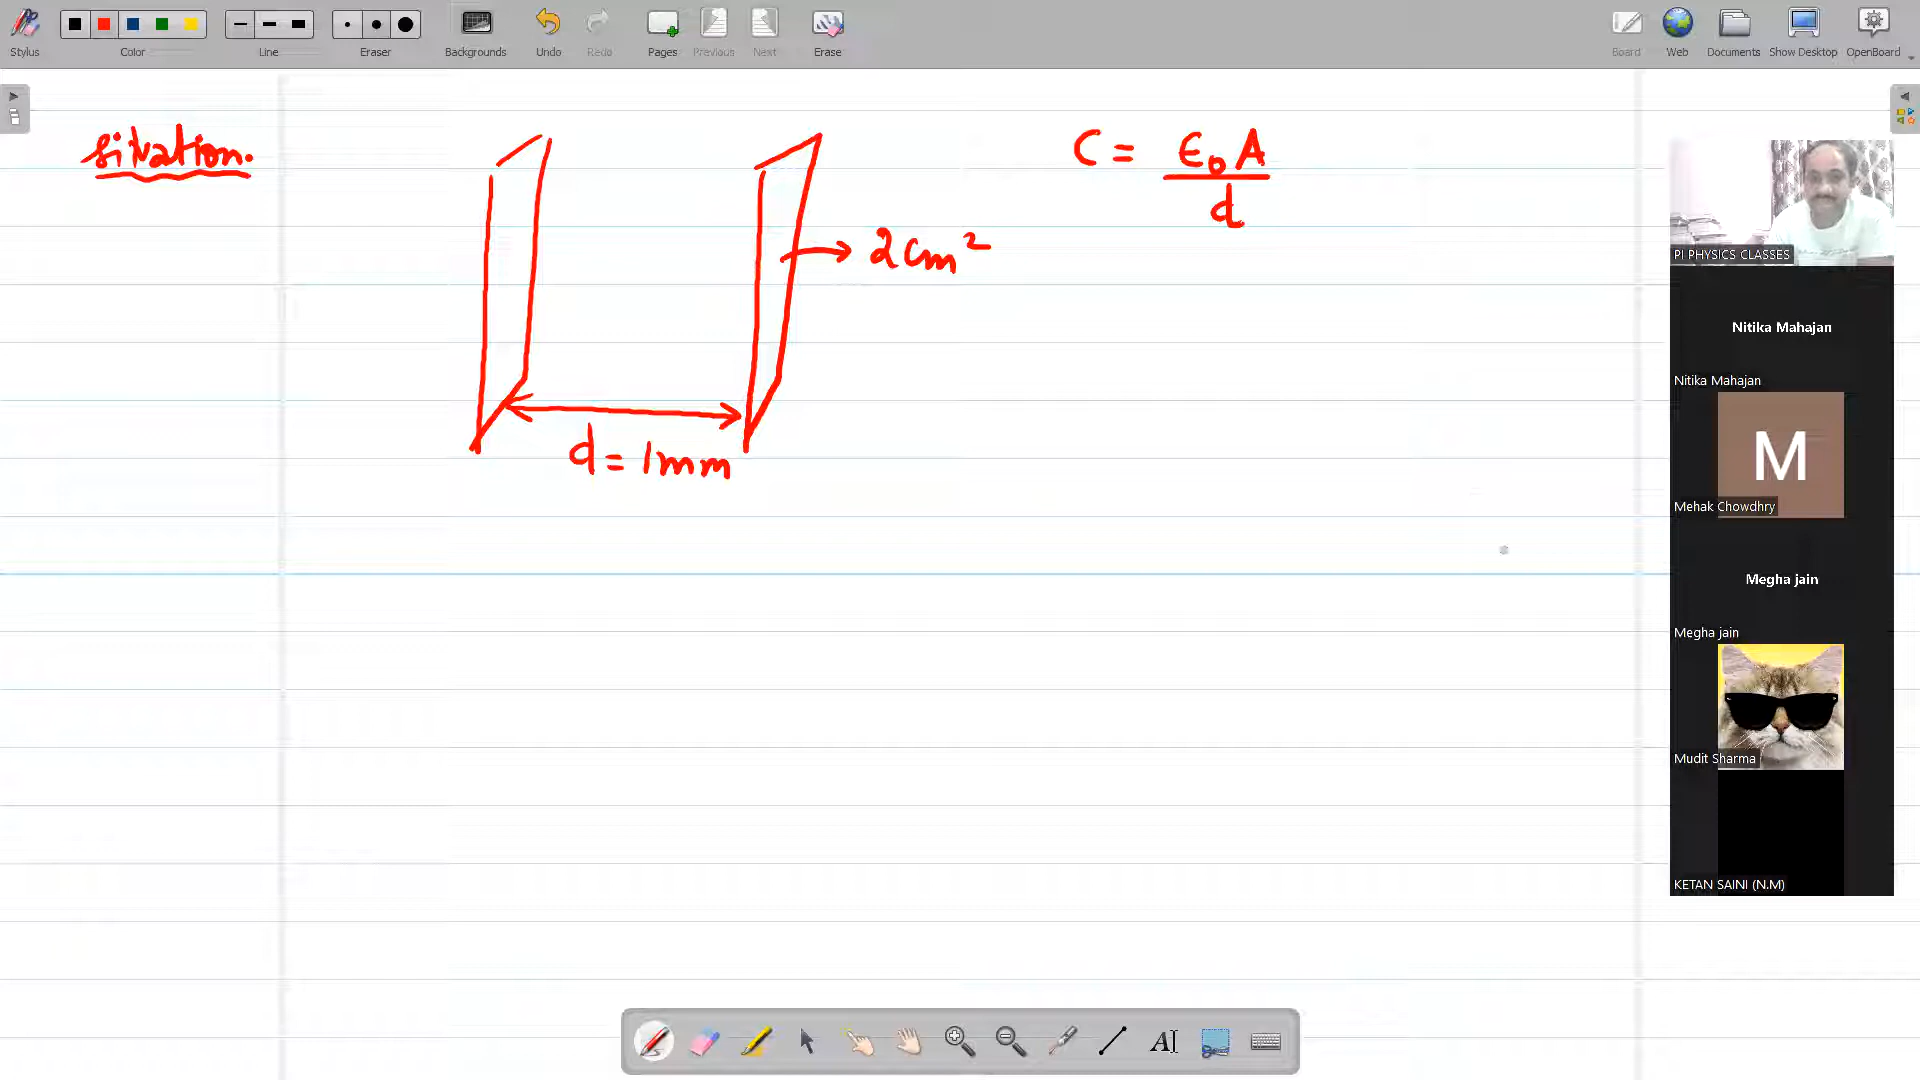 Stylus
Color
Line
Eraser
Backgrounds
Undo
Redo
Pages
Previous
Next
Erase
Board
Web
Documents
Show Desktop
OpenBoard
situation.
C = ε₀A
d
2cm²
d = 1mm
PI PHYSICS CLASSES
Nitika Mahajan
Nitika Mahajan
M
Mehak Chowdhry
Megha jain
Megha jain
Mudit Sharma
KETAN SAINI (N.M)
AI